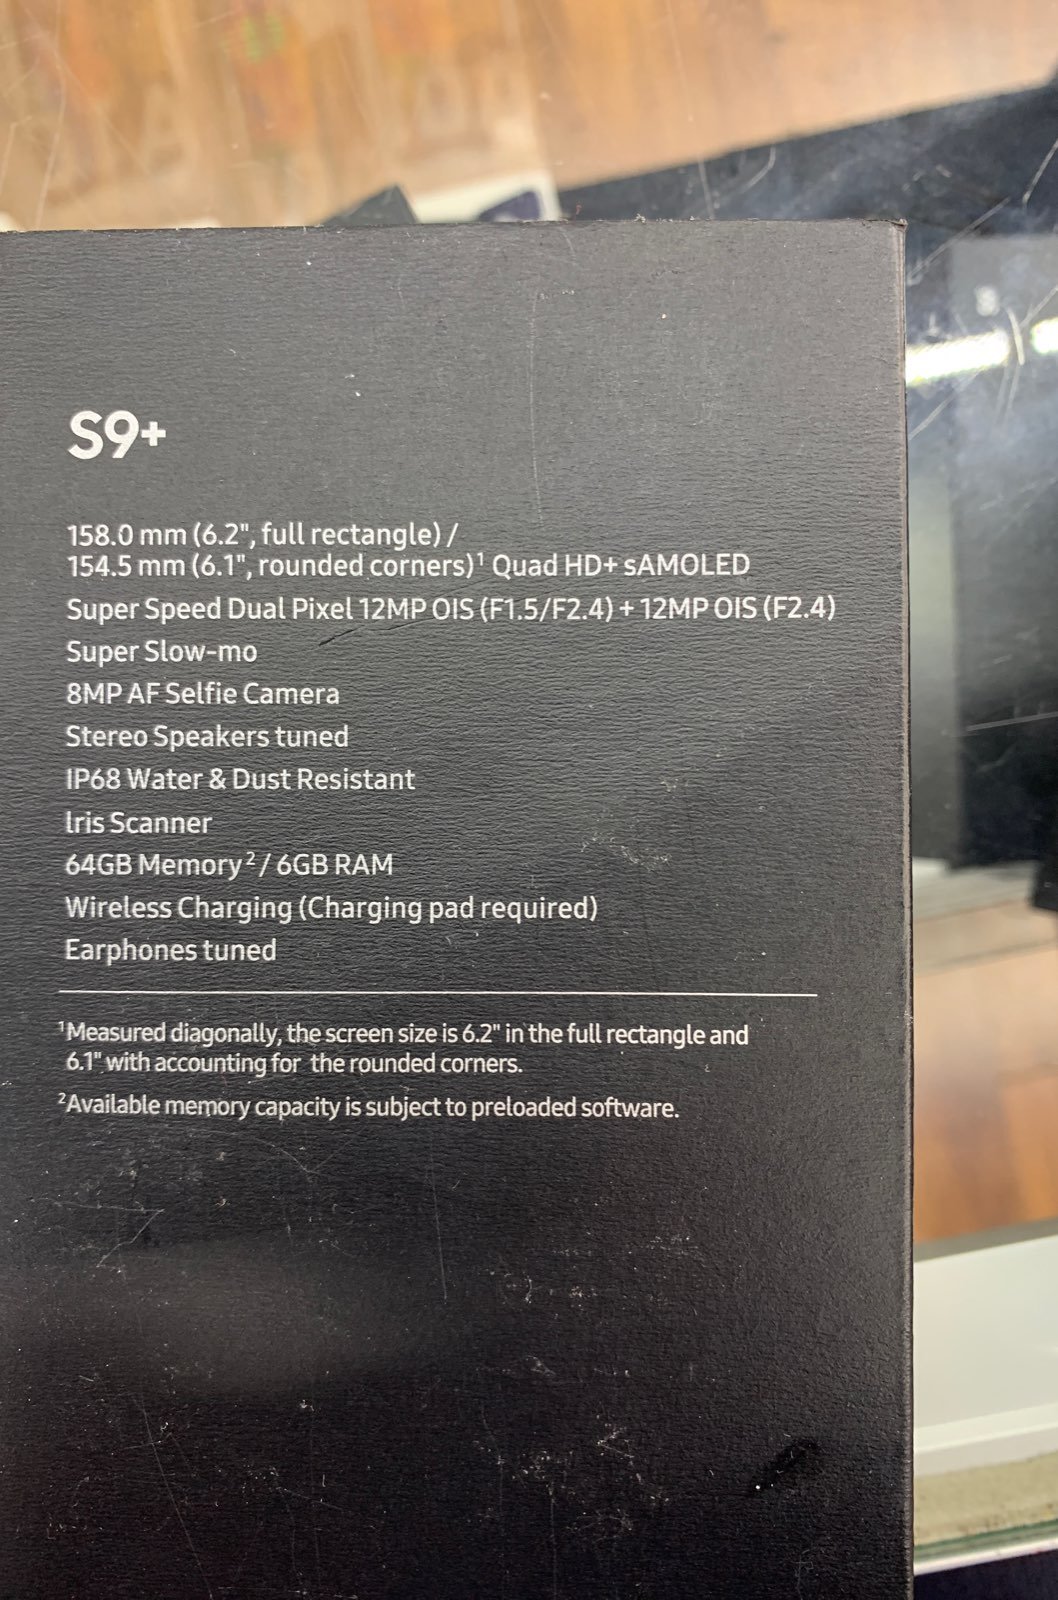 S9+
158.0 mm (6.2", full rectangle) /
154.5 mm (6.1", rounded corners)¹ Quad HD+ sAMOLED
Super Speed Dual Pixel 12MP OIS (F1.5/F2.4) + 12MP OIS (F2.4)
Super Slow-mo
8MP AF Selfie Camera
Stereo Speakers tuned
IP68 Water & Dust Resistant
Iris Scanner
64GB Memory² / 6GB RAM
Wireless Charging (Charging pad required)
Earphones tuned
¹Measured diagonally, the screen size is 6.2" in the full rectangle and
6.1" with accounting for the rounded corners.
²Available memory capacity is subject to preloaded software.